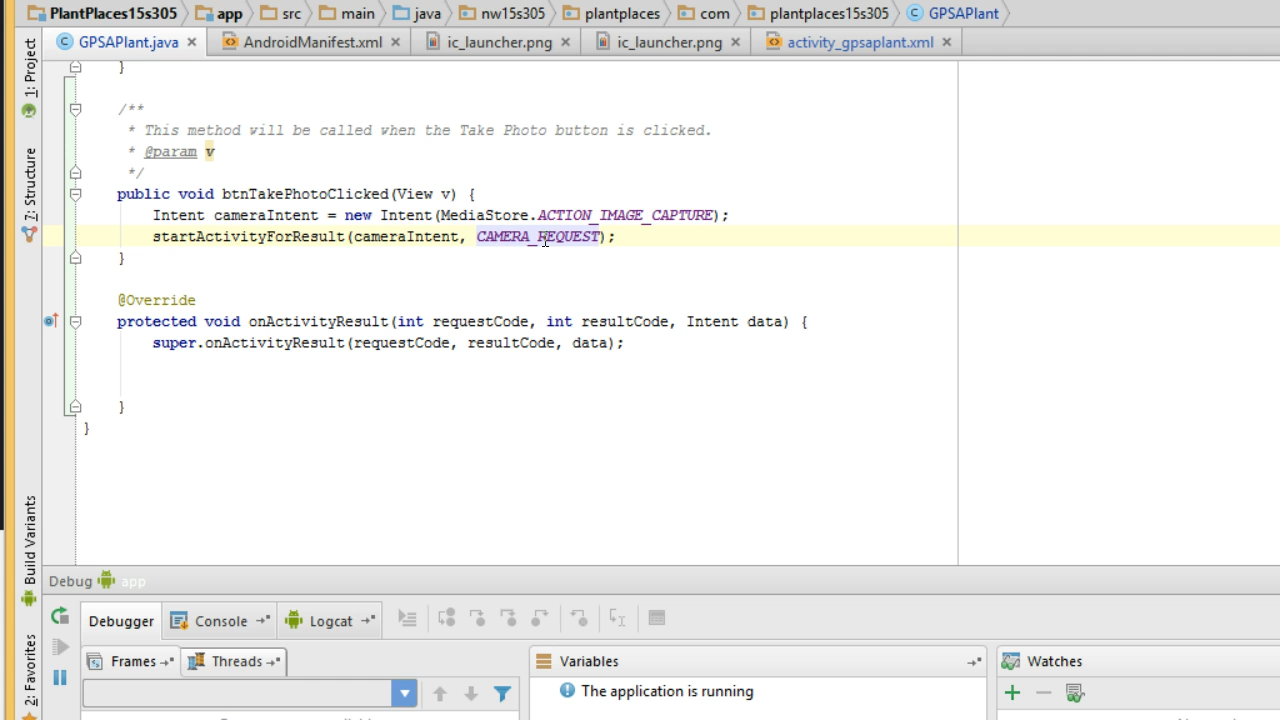 PlantPlaces15s305 app src main java nw15s305 plantplaces com plantplaces15s305 GPSAPlant
GPSAPlant.java AndroidManifest.xml ic_launcher.png ic_launcher.png activity_gpsaplant.xml
1: Project
7: Structure
Build Variants
2: Favorites
}
/**
* This method will be called when the Take Photo button is clicked.
* @param v
*/
public void btnTakePhotoClicked(View v) {
Intent cameraIntent = new Intent(MediaStore.ACTION_IMAGE_CAPTURE);
startActivityForResult(cameraIntent, CAMERA_REQUEST);
}
@Override
protected void onActivityResult(int requestCode, int resultCode, Intent data) {
super.onActivityResult(requestCode, resultCode, data);
}
}
Debug app
Debugger Console Logcat
Frames Threads Variables Watches
The application is running